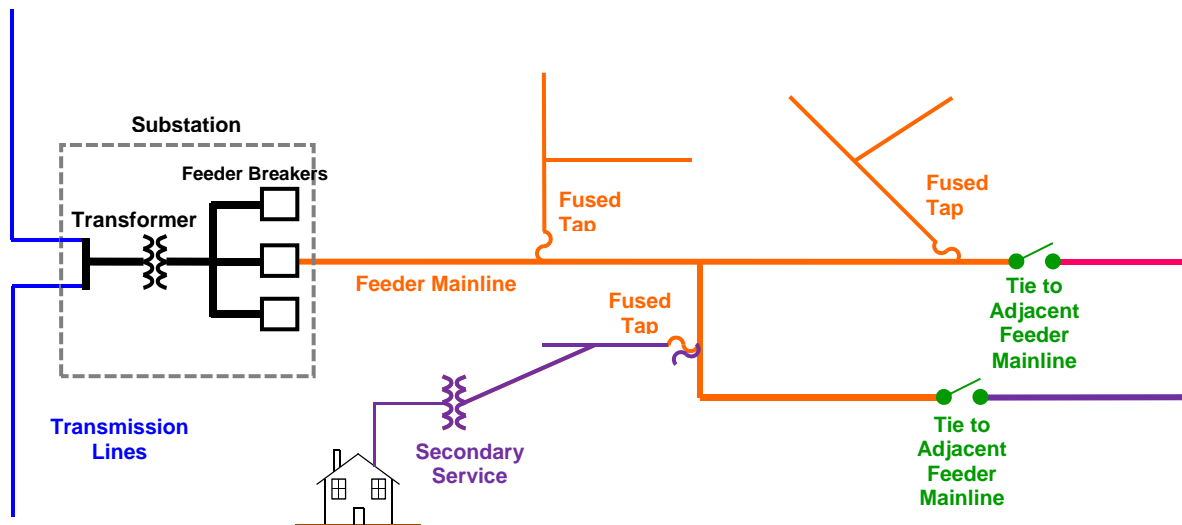 Substation
Feeder Breakers
Transformer
Transmission
Lines
Feeder Mainline
Fused
Tap
Fused
Tap
Fused
Tap
Secondary
Service
Tie to
Adjacent
Feeder
Mainline
Tie to
Adjacent
Feeder
Mainline